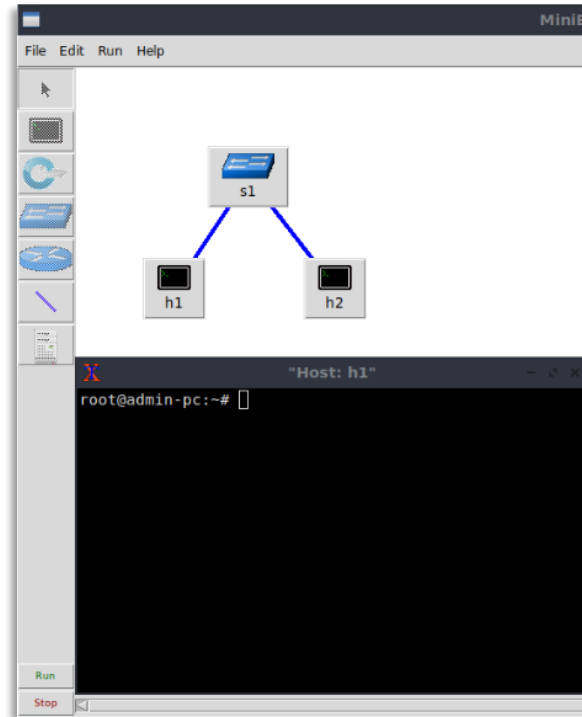 MiniE
File Edit Run Help
s1
h1 h2
"Host: h1"
root@admin-pc:~#
Run
Stop